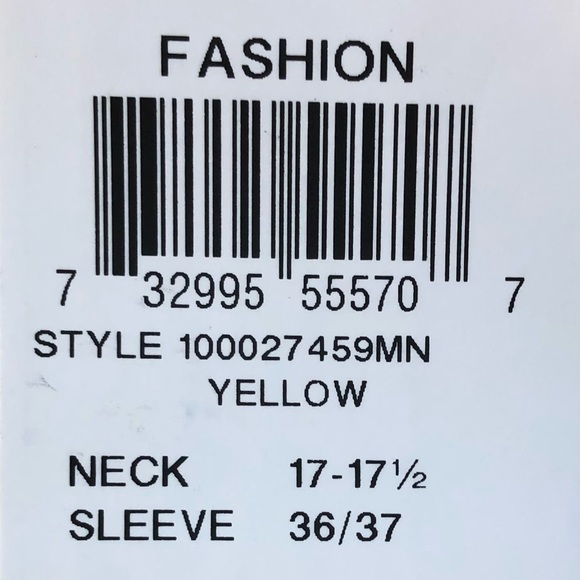 FASHION
7 32995 55570 7
STYLE 100027459MN
YELLOW
NECK 17-17½
SLEEVE 36/37